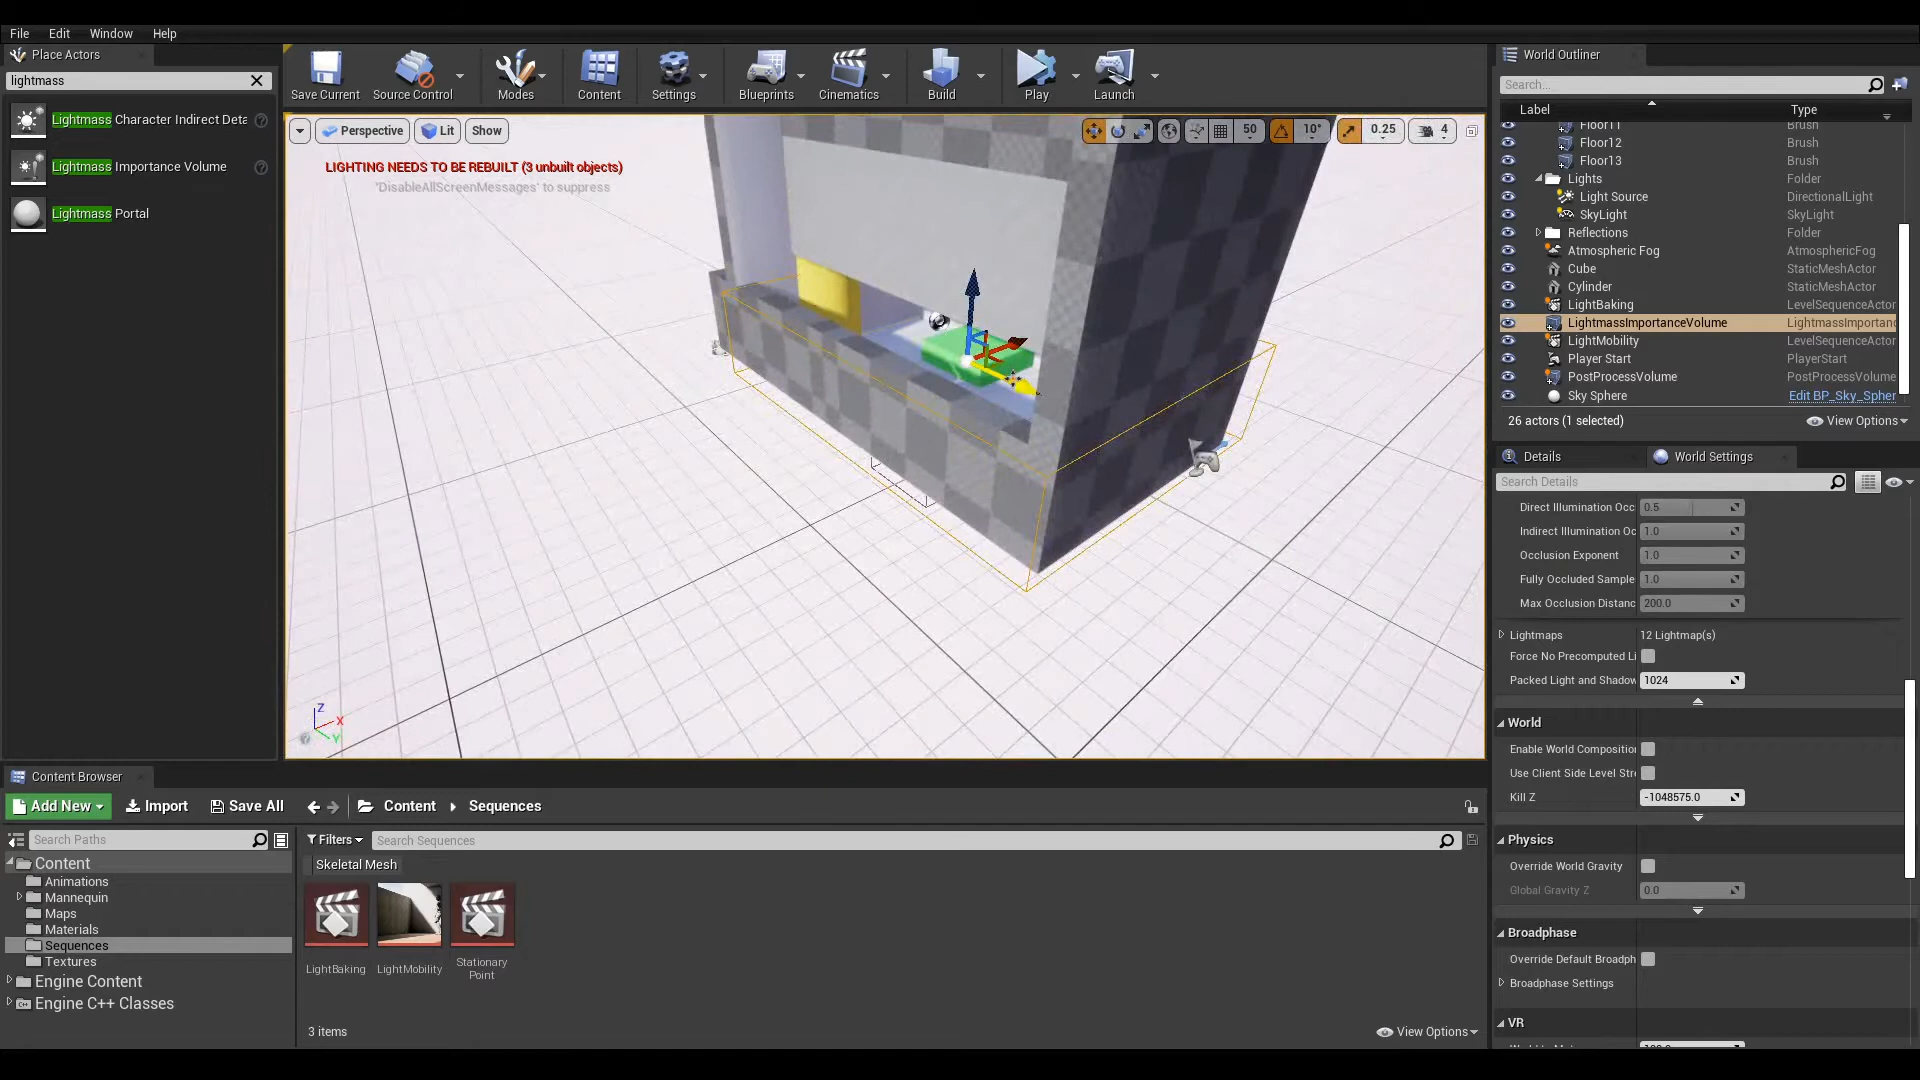 File Edit Window Help
Place Actors
lightmass
Lightmass Character Indirect Deta
Lightmass Importance Volume
Lightmass Portal
Save Current
Source Control
Modes
Content
Settings
Blueprints
Cinematics
Build
Play
Launch
Perspective
Lit
Show
50
10°
0.25
4
LIGHTING NEEDS TO BE REBUILT (3 unbuilt objects)
'DisableAllScreenMessages' to suppress
Z
X
Y
World Outliner
Search...
Label Type
Floor11 Brush
Floor12 Brush
Floor13 Brush
Lights Folder
Light Source DirectionalLight
SkyLight SkyLight
Reflections Folder
Atmospheric Fog AtmosphericFog
Cube StaticMeshActor
Cylinder StaticMeshActor
LightBaking LevelSequenceActor
LightmassImportanceVolume LightmassImportanc
LightMobility LevelSequenceActor
Player Start PlayerStart
PostProcessVolume PostProcessVolume
Sky Sphere Edit BP_Sky_Spher
26 actors (1 selected)
View Options
Details
World Settings
Search Details
Direct Illumination Occ 0.5
Indirect Illumination Oc 1.0
Occlusion Exponent 1.0
Fully Occluded Sample 1.0
Max Occlusion Distanc 200.0
Lightmaps 12 Lightmap(s)
Force No Precomputed Li
Packed Light and Shadow 1024
World
Enable World Composition
Use Client Side Level Stre
Kill Z -1048575.0
Physics
Override World Gravity
Global Gravity Z 0.0
Broadphase
Override Default Broadph
Broadphase Settings
VR
Content Browser
Add New
Import
Save All
Content
Sequences
Search Paths
Filters
Search Sequences
Content
Animations
Mannequin
Maps
Materials
Sequences
Textures
Engine Content
Engine C++ Classes
Skeletal Mesh
LightBaking
LightMobility
Stationary
Point
3 items
View Options